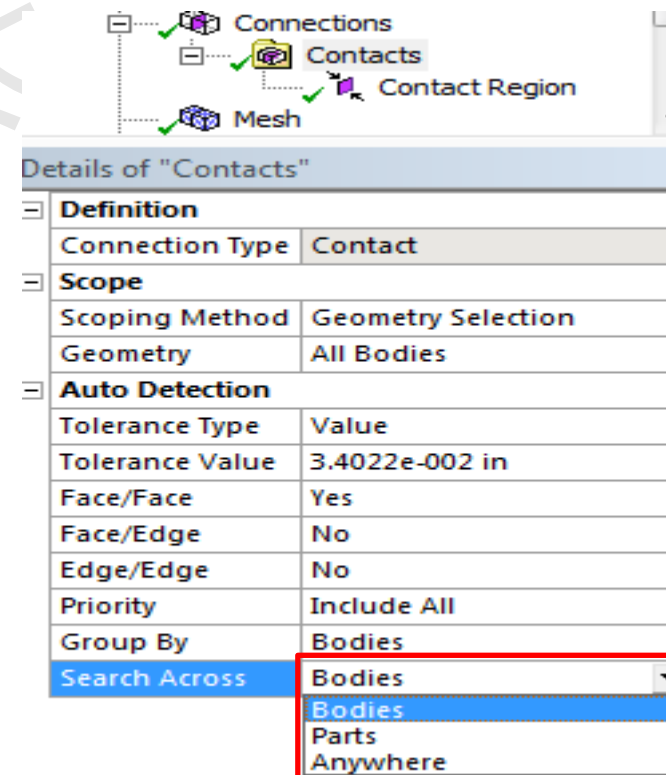 Connections
Contacts
Contact Region
Mesh
Details of "Contacts"
Definition
Connection Type Contact
Scope
Scoping Method Geometry Selection
Geometry All Bodies
Auto Detection
Tolerance Type Value
Tolerance Value 3.4022e-002 in
Face/Face Yes
Face/Edge No
Edge/Edge No
Priority Include All
Group By Bodies
Search Across Bodies
Bodies
Parts
Anywhere